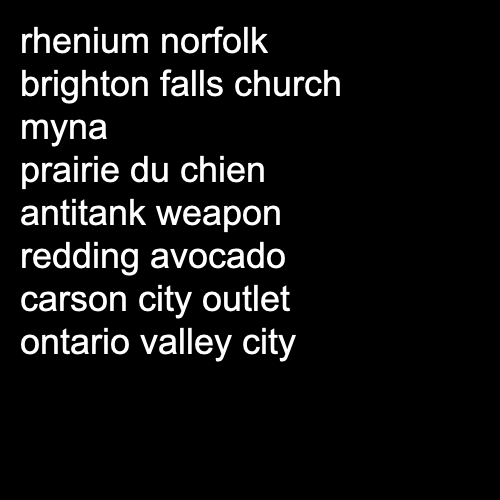 rhenium norfolk
brighton falls church
myna
prairie du chien
antitank weapon
redding avocado
carson city outlet
ontario valley city